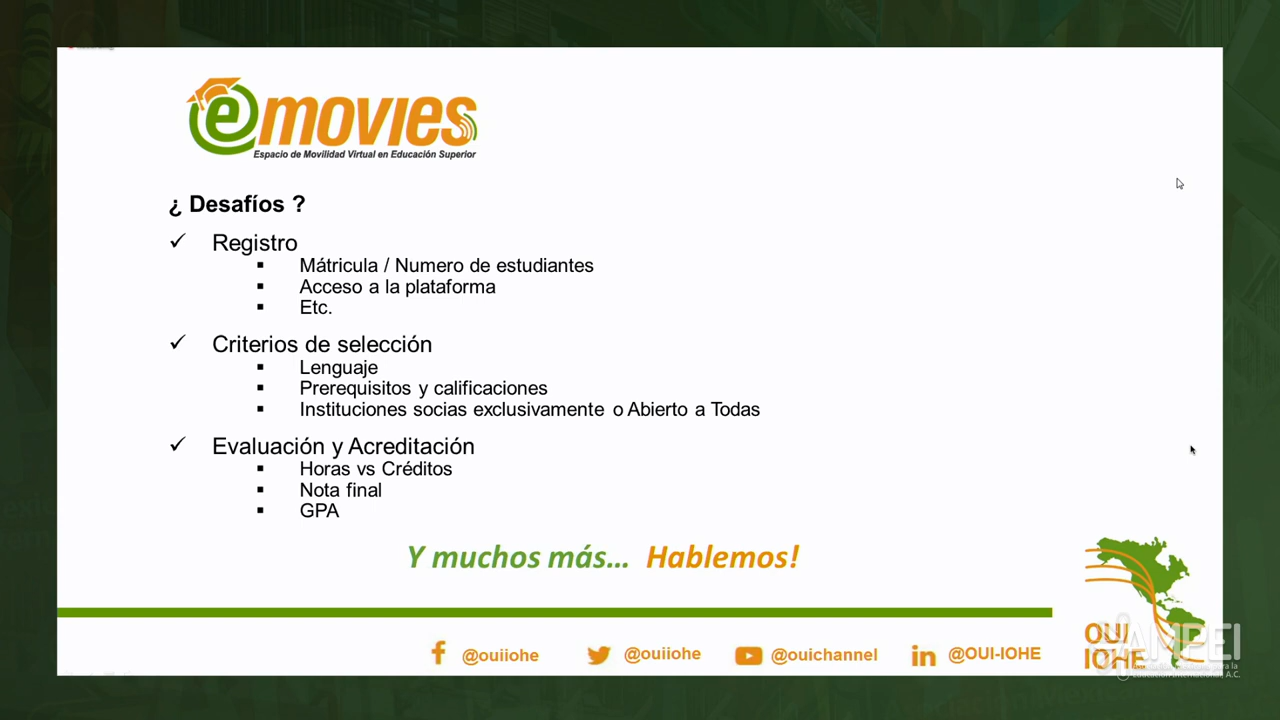 emovies
Espacio de Movilidad Virtual en Educación Superior
¿ Desafíos ?
✓ Registro
▪ Mátricula / Numero de estudiantes
▪ Acceso a la plataforma
▪ Etc.
✓ Criterios de selección
▪ Lenguaje
▪ Prerequisitos y calificaciones
▪ Instituciones socias exclusivamente o Abierto a Todas
✓ Evaluación y Acreditación
▪ Horas vs Créditos
▪ Nota final
▪ GPA
Y muchos más... Hablemos!
@ouiiohe @ouiiohe @ouichannel @OUI-IOHE
OUI
IOHE
AMPEI